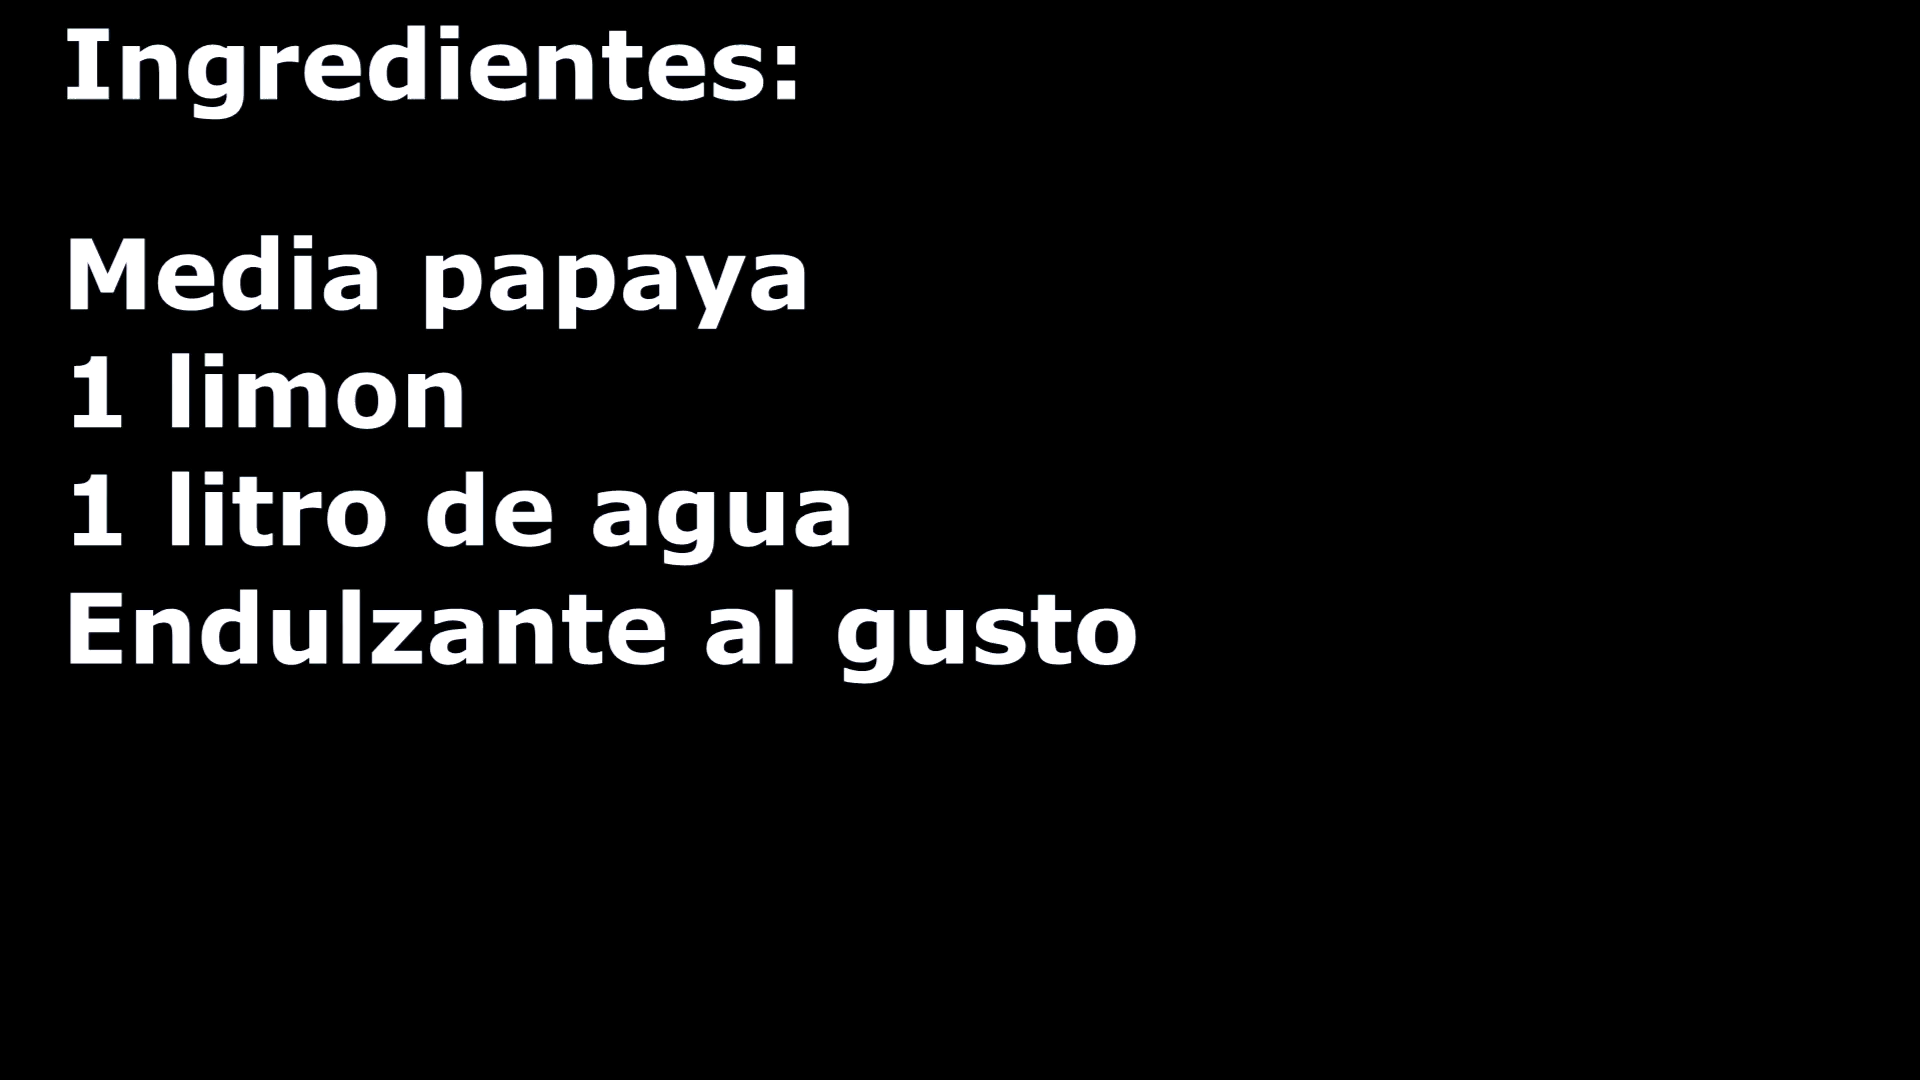 Ingredientes:
Media papaya
1 limon
1 litro de agua
Endulzante al gusto